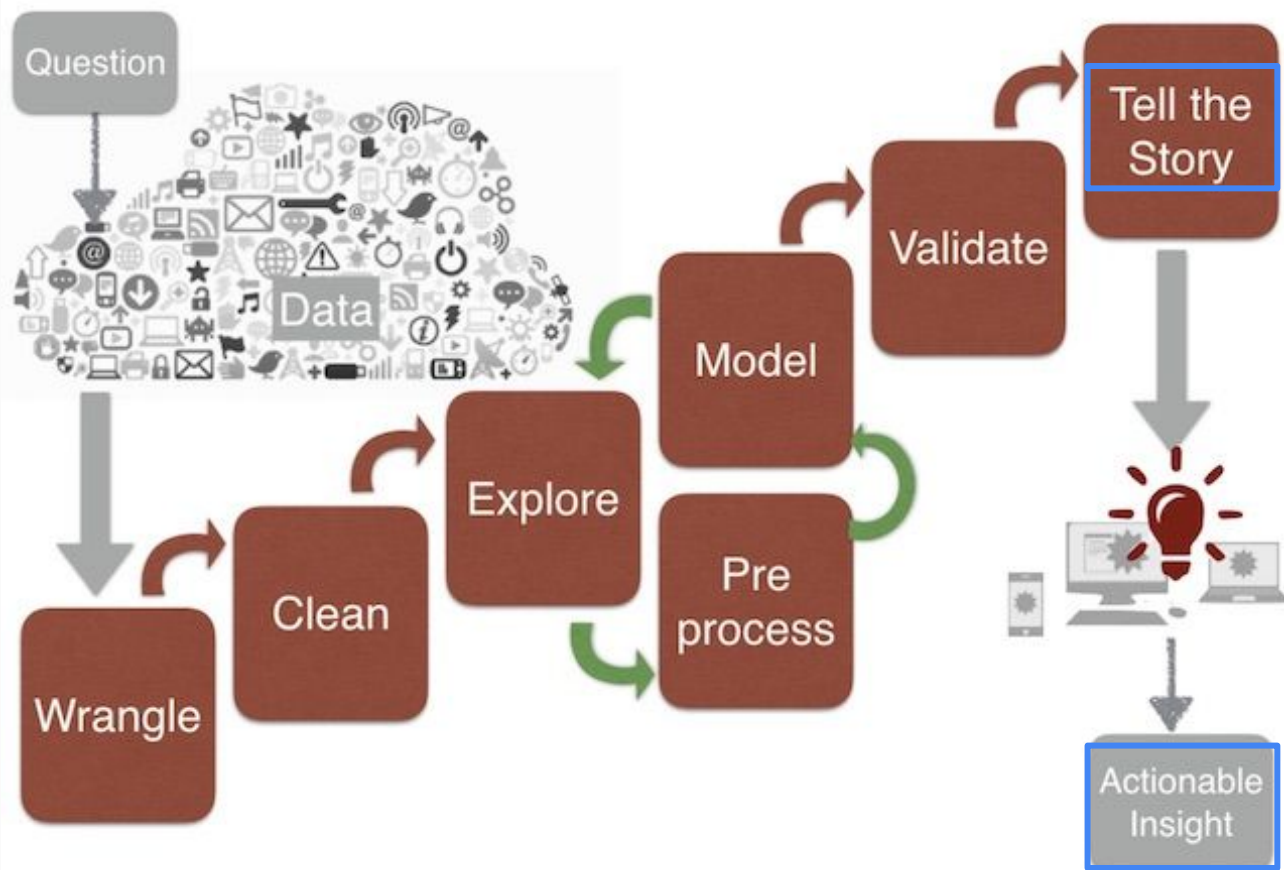 Question
Data
Wrangle
Clean
Explore
Pre
process
Model
Validate
Tell the
Story
Actionable
Insight